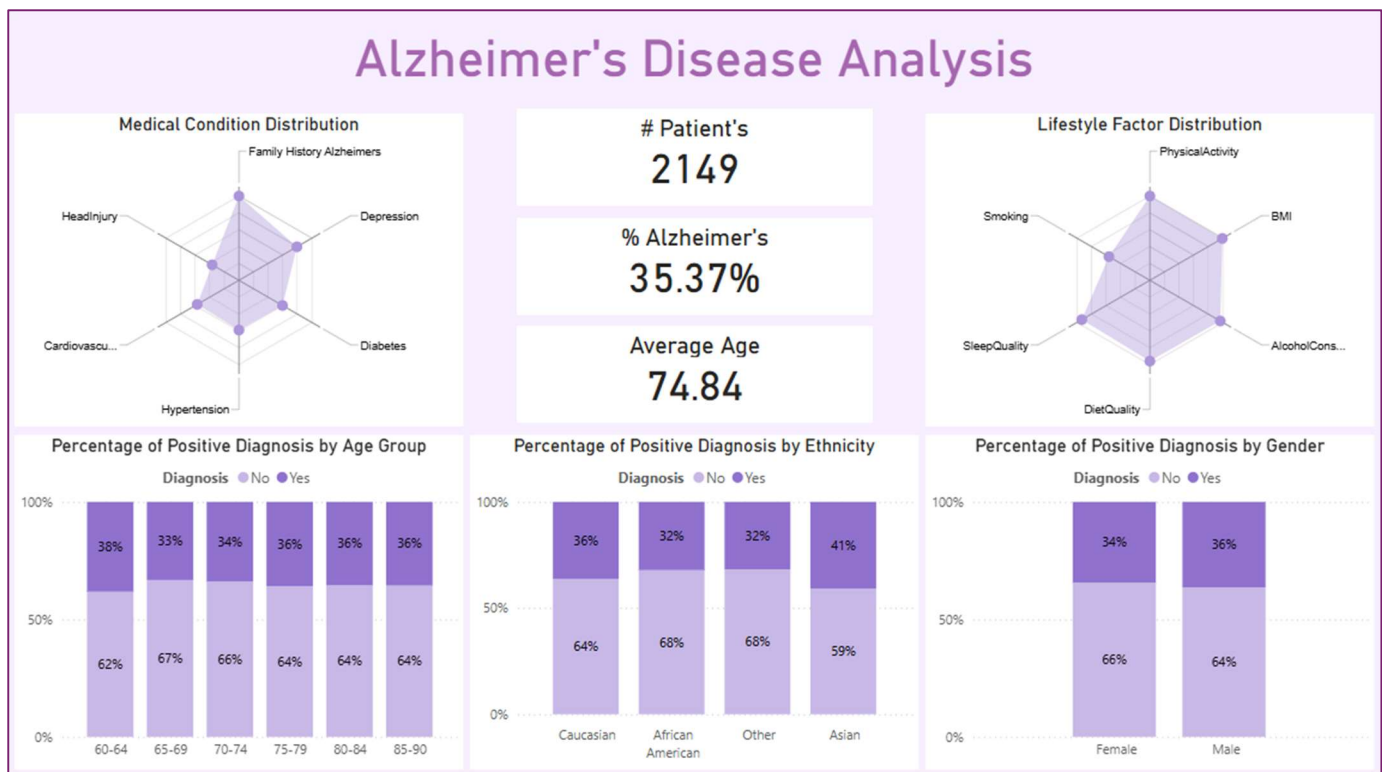 Alzheimer's Disease Analysis
Medical Condition Distribution
Family History Alzheimers
HeadInjury
Depression
Cardiovascu...
Diabetes
Hypertension
# Patient's
2149
% Alzheimer's
35.37%
Average Age
74.84
Lifestyle Factor Distribution
PhysicalActivity
Smoking
BMI
SleepQuality
AlcoholCons...
DietQuality
Percentage of Positive Diagnosis by Age Group
Diagnosis No Yes
100%
38% 33% 34% 36% 36% 36%
50%
62% 67% 66% 64% 64% 64%
0%
60-64 65-69 70-74 75-79 80-84 85-90
Percentage of Positive Diagnosis by Ethnicity
Diagnosis No Yes
100%
36% 32% 32% 41%
50%
64% 68% 68% 59%
0%
Caucasian African Other Asian
American
Percentage of Positive Diagnosis by Gender
Diagnosis No Yes
100%
34% 36%
50%
66% 64%
0%
Female Male